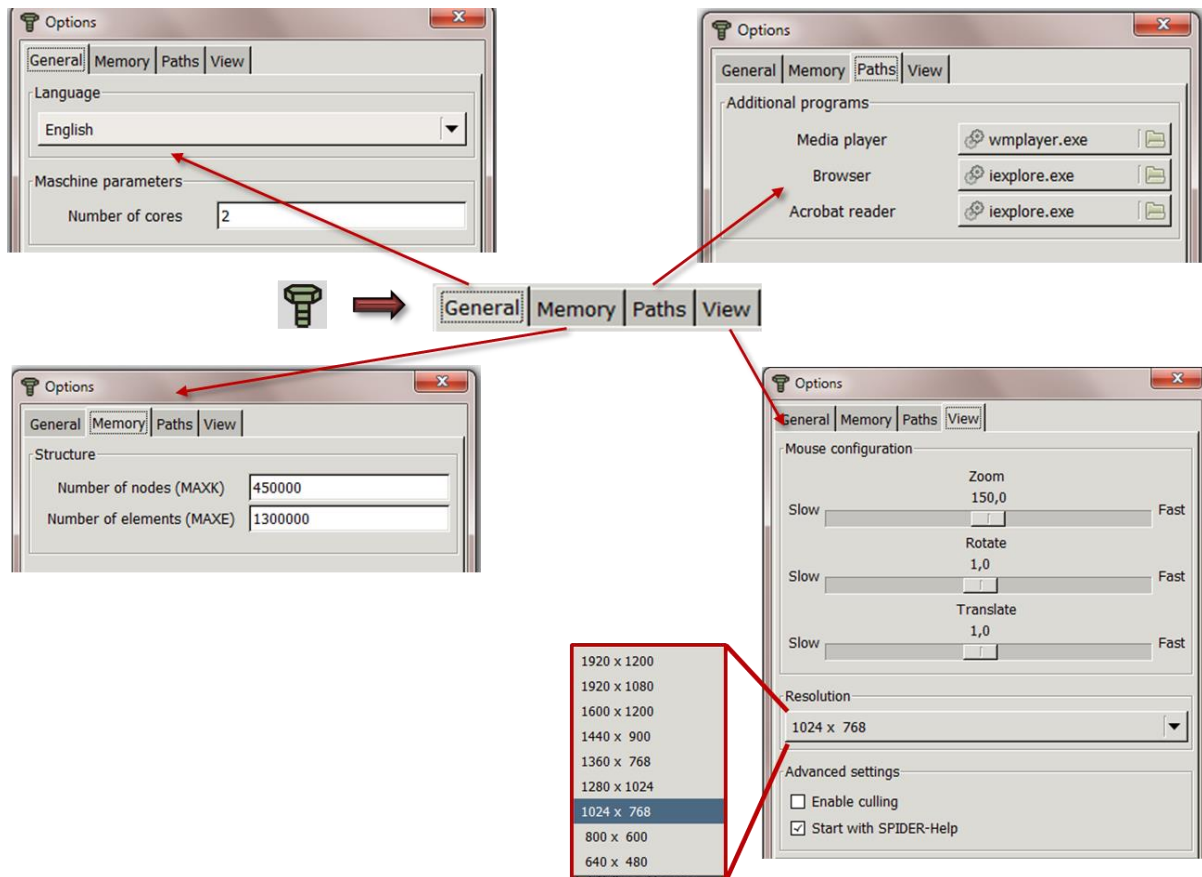 Options
General Memory Paths View
Language
English
Maschine parameters
Number of cores 2
Options
General Memory Paths View
Additional programs
Media player wmplayer.exe
Browser iexplore.exe
Acrobat reader iexplore.exe
General Memory Paths View
Options
General Memory Paths View
Structure
Number of nodes (MAXK) 450000
Number of elements (MAXE) 1300000
Options
General Memory Paths View
Mouse configuration
Zoom
150,0
Slow Fast
Rotate
1,0
Slow Fast
Translate
1,0
Slow Fast
Resolution
1024 x 768
Advanced settings
Enable culling
Start with SPIDER-Help
1920 x 1200
1920 x 1080
1600 x 1200
1440 x 900
1360 x 768
1280 x 1024
1024 x 768
800 x 600
640 x 480